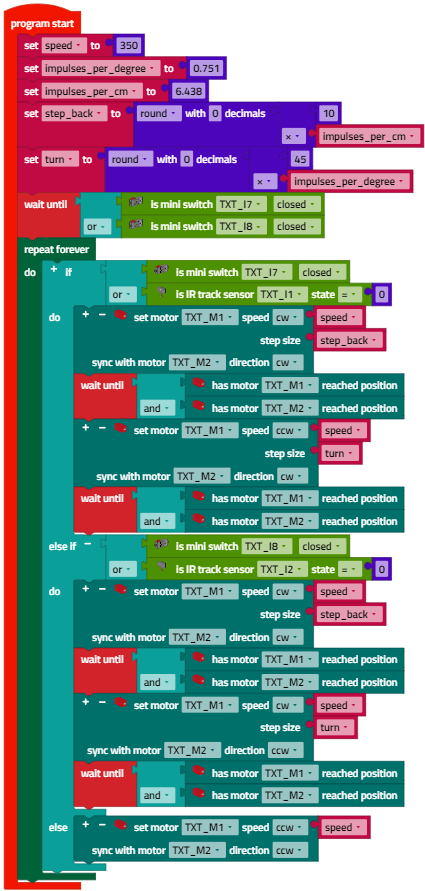 program start
set speed to 350
set impulses_per_degree to 0.751
set impulses_per_cm to 6.438
set step_back to round with 0 decimals 10
× impulses_per_cm
set turn to round with 0 decimals 45
× impulses_per_degree
wait until is mini switch TXT_I7 closed
or is mini switch TXT_I8 closed
repeat forever
do + if is mini switch TXT_I7 closed
or is IR track sensor TXT_I1 state = 0
do + − set motor TXT_M1 speed cw speed
step size step_back
sync with motor TXT_M2 direction cw
wait until has motor TXT_M1 reached position
and has motor TXT_M2 reached position
+ − set motor TXT_M1 speed ccw speed
step size turn
sync with motor TXT_M2 direction cw
wait until has motor TXT_M1 reached position
and has motor TXT_M2 reached position
else if − is mini switch TXT_I8 closed
or is IR track sensor TXT_I2 state = 0
do + − set motor TXT_M1 speed cw speed
step size step_back
sync with motor TXT_M2 direction cw
wait until has motor TXT_M1 reached position
and has motor TXT_M2 reached position
+ − set motor TXT_M1 speed cw speed
step size turn
sync with motor TXT_M2 direction ccw
wait until has motor TXT_M1 reached position
and has motor TXT_M2 reached position
else + − set motor TXT_M1 speed ccw speed
sync with motor TXT_M2 direction ccw